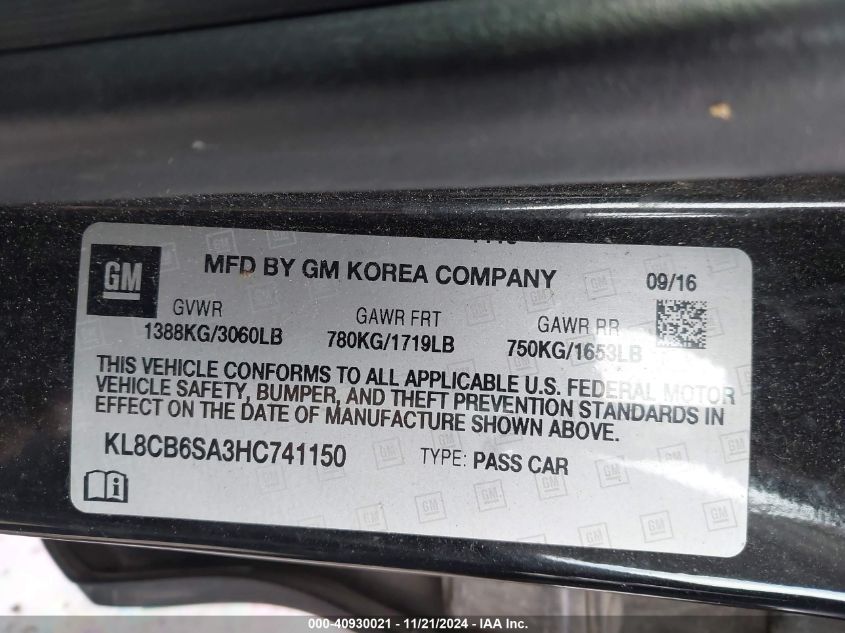 GM
MFD BY GM KOREA COMPANY
09/16
GVWR
GAWR FRT
GAWR RR
1388KG/3060LB
780KG/1719LB
750KG/1653LB
THIS VEHICLE CONFORMS TO ALL APPLICABLE U.S. FEDERAL MOTOR
VEHICLE SAFETY, BUMPER, AND THEFT PREVENTION STANDARDS IN
EFFECT ON THE DATE OF MANUFACTURE SHOWN ABOVE.
KL8CB6SA3HC741150
TYPE: PASS CAR
000-40930021 - 11/21/2024 - IAA Inc.